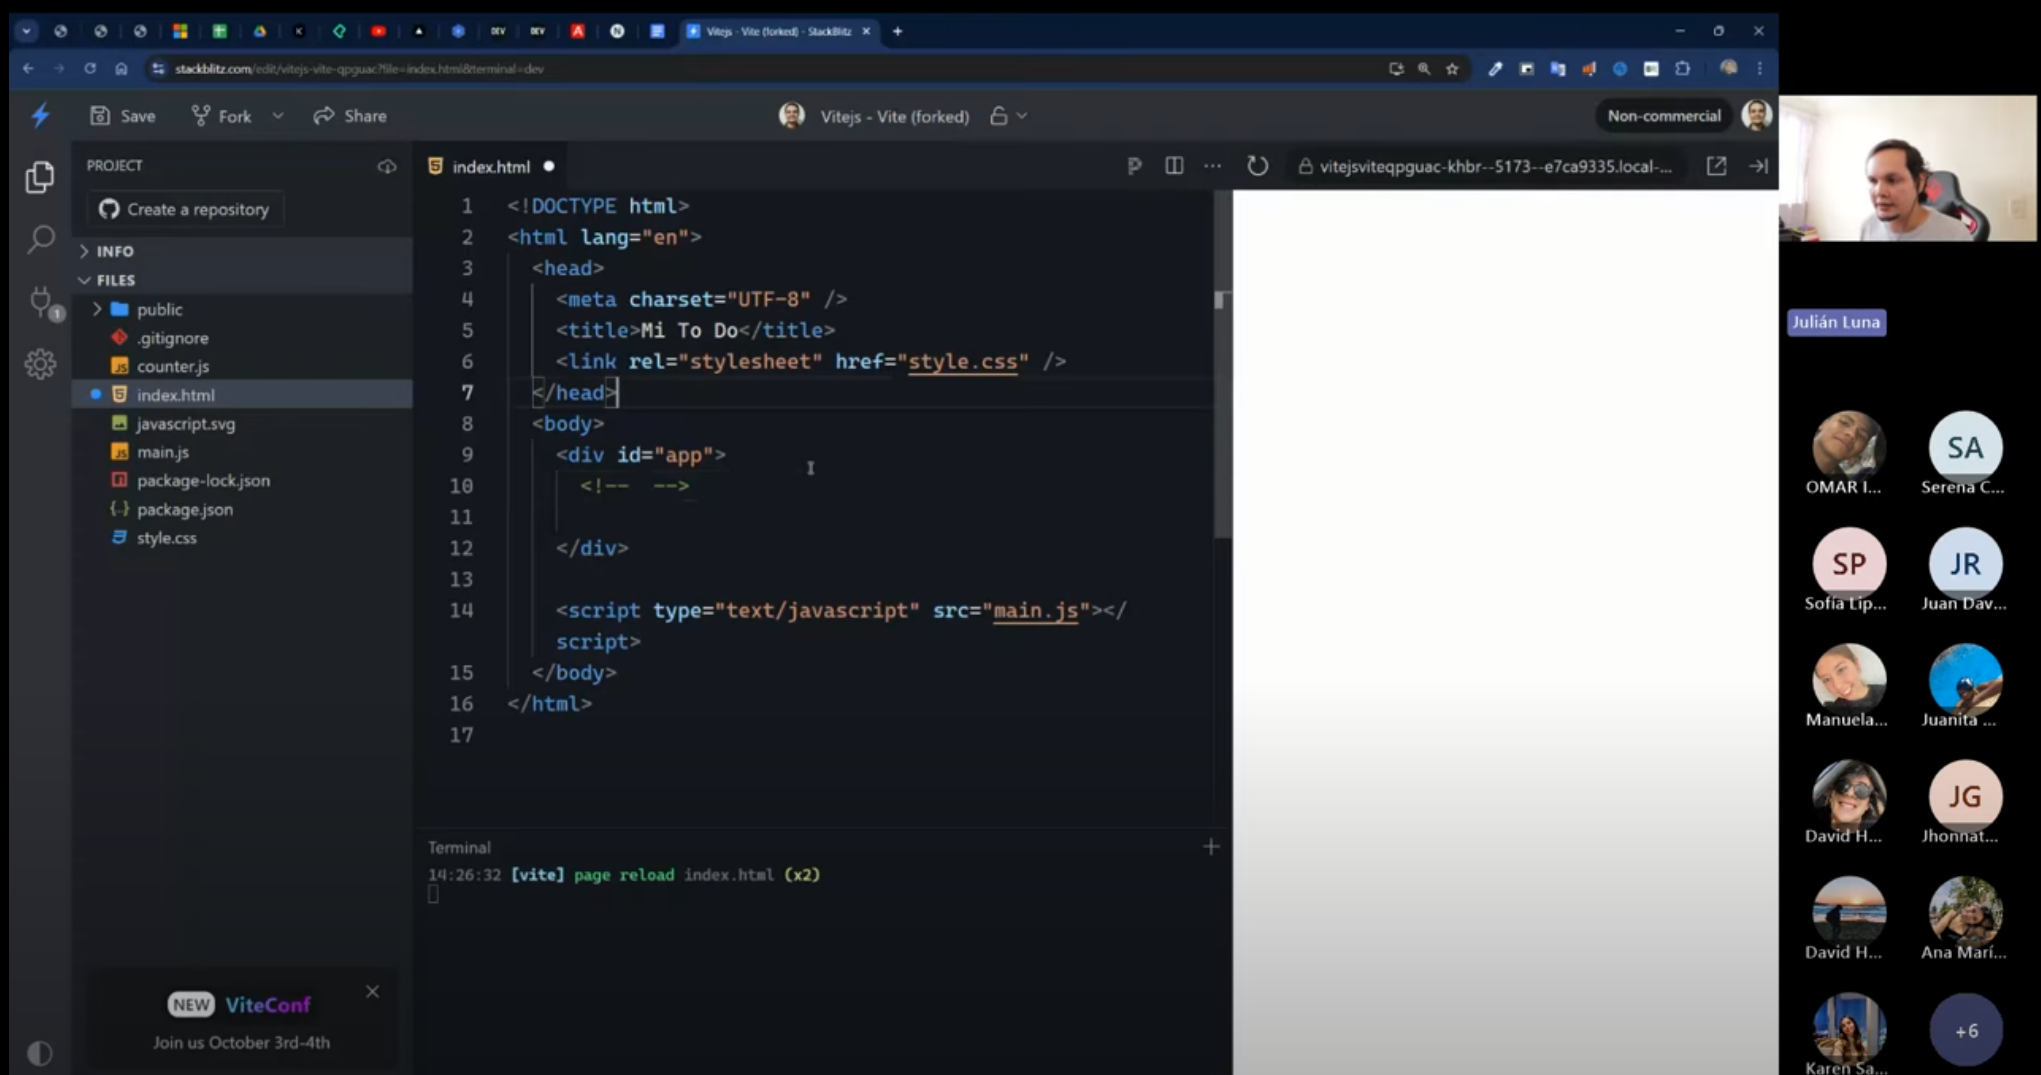 Vitejs - Vite (forked) - StackBlitz
stackblitz.com/edit/vitejs-vite-qpguac?file=index.html&terminal=dev
Save
Fork
Share
Vitejs - Vite (forked)
Non-commercial
PROJECT
Create a repository
INFO
FILES
public
.gitignore
counter.js
index.html
javascript.svg
main.js
package-lock.json
package.json
style.css
NEW ViteConf
Join us October 3rd-4th
index.html
1 <!DOCTYPE html>
2 <html lang="en">
3 <head>
4 <meta charset="UTF-8" />
5 <title>Mi To Do</title>
6 <link rel="stylesheet" href="style.css" />
7 </head>
8 <body>
9 <div id="app">
10 <!--  -->
11
12 </div>
13
14 <script type="text/javascript" src="main.js"></
script>
15 </body>
16 </html>
17
Terminal
14:26:32 [vite] page reload index.html (x2)
vitejsviteqpguac-khbr--5173--e7ca9335.local-...
Julián Luna
OMAR I...
SA
Serena C...
SP
Sofía Lip...
JR
Juan Dav...
Manuela...
Juanita ...
David H...
JG
Jhonnat...
David H...
Ana Marí...
Karen Sa...
+6